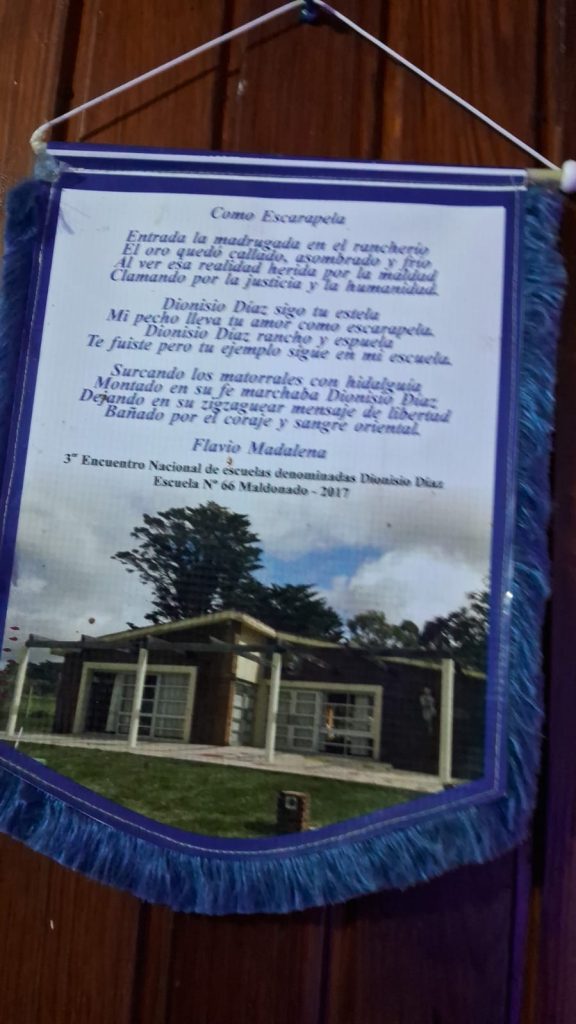 Como Escarapela
Entrada la madrugada en el rancherío
El oro quedó callado, asombrado y frío
Al ver esa realidad herida por la maldad
Clamando por la justicia y la humanidad.
Dionisio Díaz sigo tu estela
Mi pecho lleva tu amor como escarapela.
Dionisio Díaz rancho y espuela
Te fuiste pero tu ejemplo sigue en mi escuela.
Surcando los matorrales con hidalguía
Montado en su fe marchaba Dionisio Díaz
Dejando en su zigzaguear mensaje de libertad
Bañado por el coraje y sangre oriental.
Flavio Madalena
3er Encuentro Nacional de escuelas denominadas Dionisio Díaz
Escuela Nº 66 Maldonado - 2017